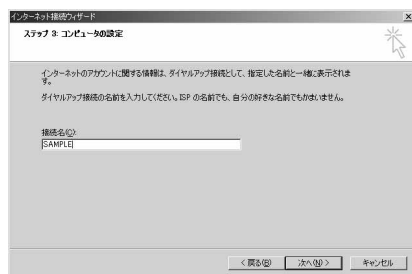 インターネット接続ウィザード
ステップ 3: コンピュータの設定
インターネットのアカウントに関する情報は、ダイヤルアップ接続として、指定した名前と一緒に表示されま
す。
ダイヤルアップ接続の名前を入力してください。ISP の名前でも、自分の好きな名前でもかまいません。
接続名(C):
SAMPLE
< 戻る(B)
次へ(N) >
キャンセル